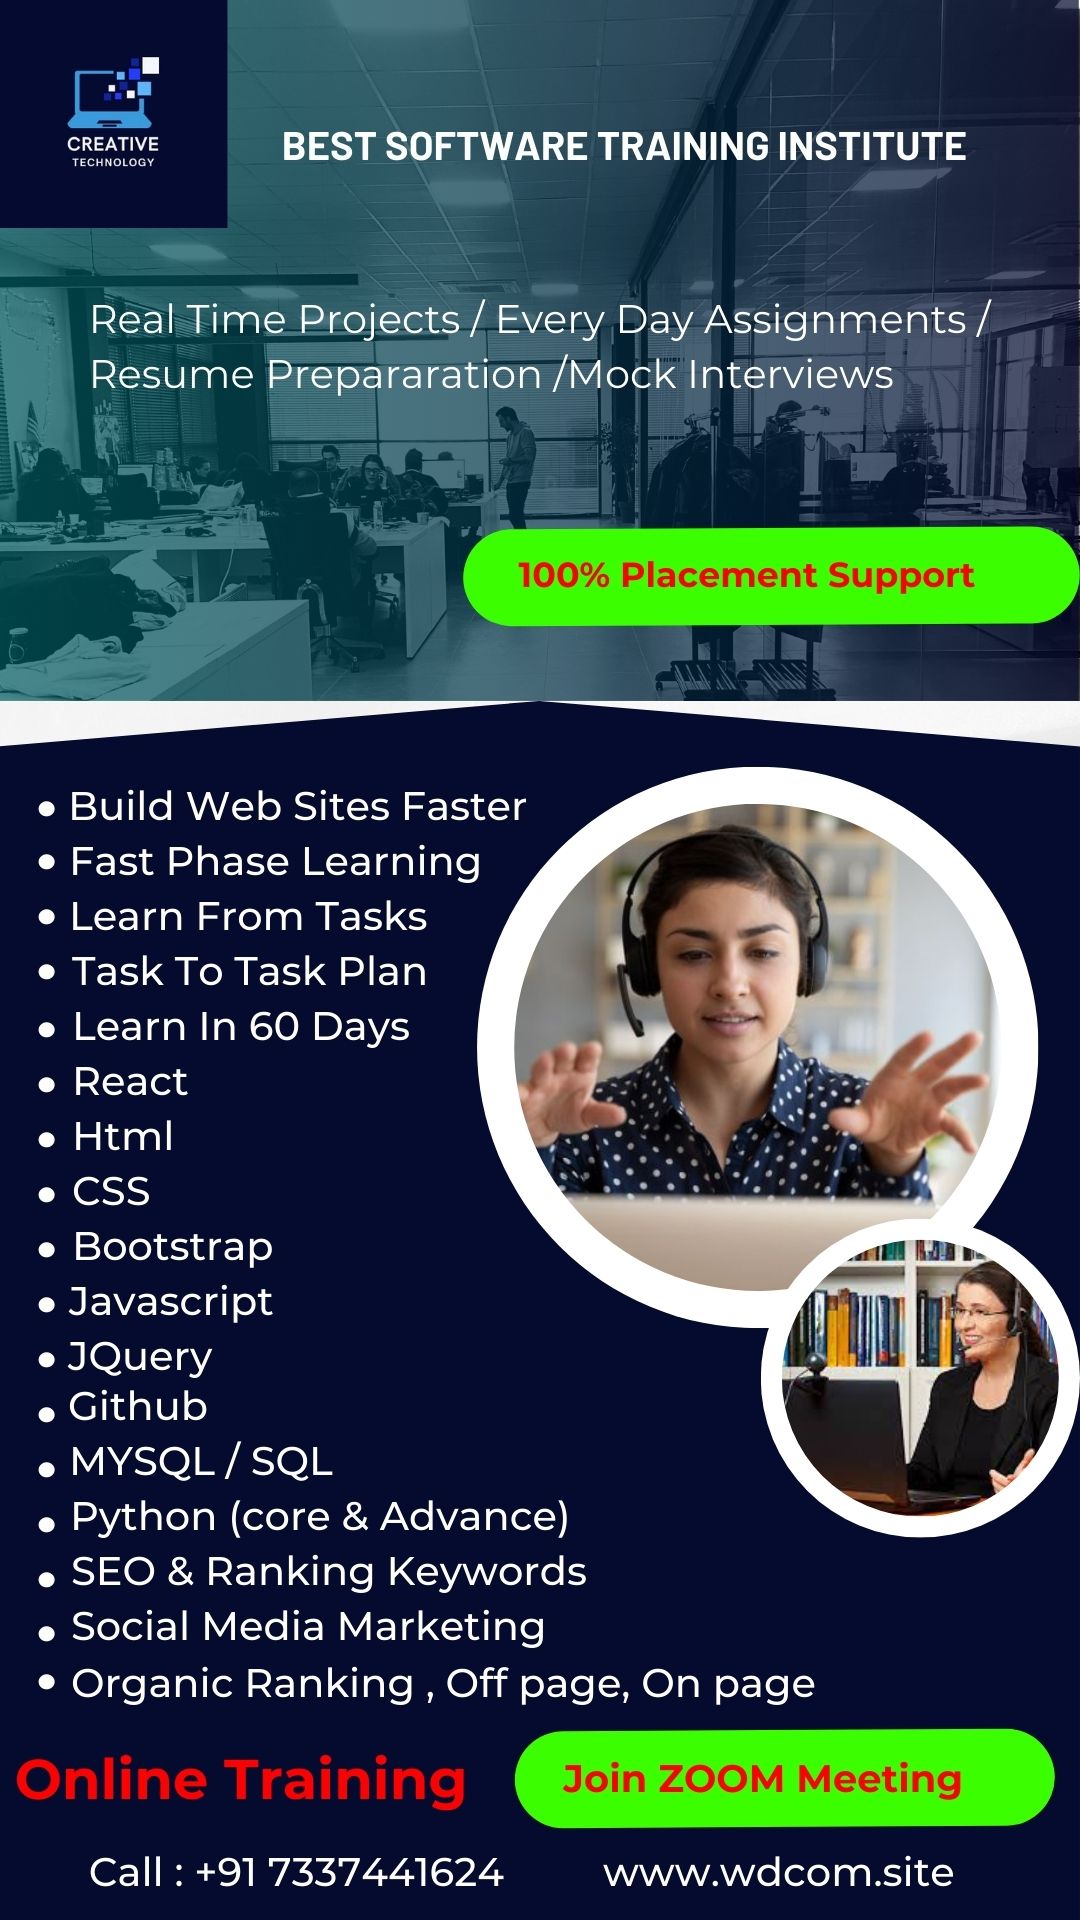 CREATIVE
TECHNOLOGY
BEST SOFTWARE TRAINING INSTITUTE
Real Time Projects / Every Day Assignments /
Resume Prepararation /Mock Interviews
100% Placement Support
• Build Web Sites Faster
• Fast Phase Learning
• Learn From Tasks
• Task To Task Plan
• Learn In 60 Days
• React
• Html
• CSS
• Bootstrap
• Javascript
• JQuery
• Github
• MYSQL / SQL
• Python (core & Advance)
• SEO & Ranking Keywords
• Social Media Marketing
• Organic Ranking , Off page, On page
Online Training
Join ZOOM Meeting
Call : +91 7337441624
www.wdcom.site